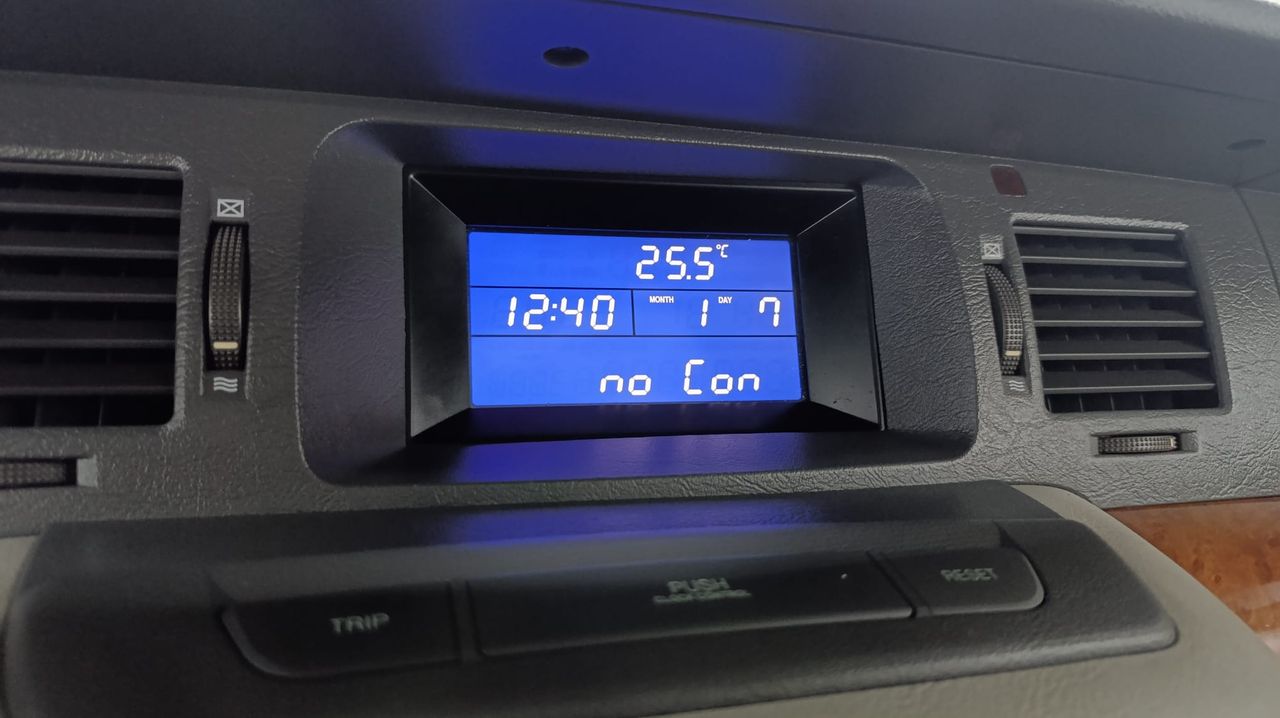 25.5°C
12:40 MONTH 1 DAY 7
no Con
TRIP PUSH RESET